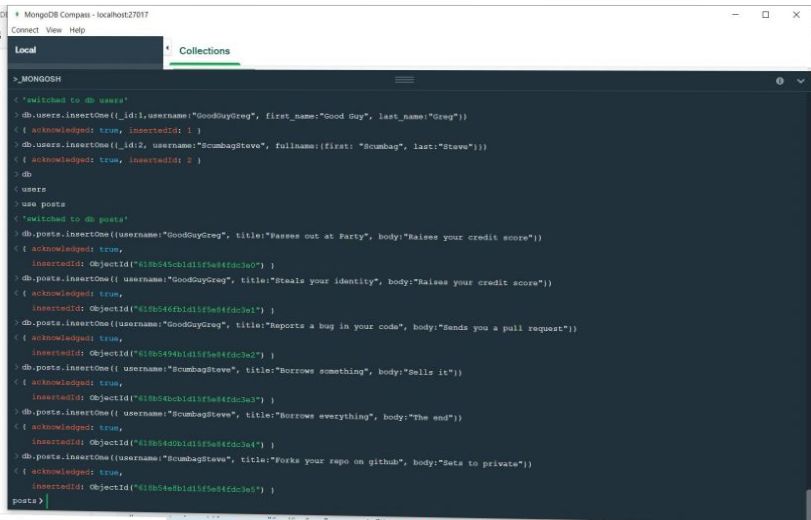 MongoDB Compass - localhost:27017
Connect View Help
Local
Collections
>_MONGOSH
< 'switched to db users'
> db.users.insertOne({_id:1,username:"GoodGuyGreg", first_name:"Good Guy", last_name:"Greg"})
< { acknowledged: true, insertedId: 1 }
> db.users.insertOne({_id:2, username:"ScumbagSteve", fullname:{first: "Scumbag", last:"Steve"}})
< { acknowledged: true, insertedId: 2 }
> db
< users
> use posts
< 'switched to db posts'
> db.posts.insertOne({username:"GoodGuyGreg", title:"Passes out at Party", body:"Raises your credit score"})
< { acknowledged: true,
insertedId: ObjectId("618b545cb1d15f5e84fdc3e0") }
> db.posts.insertOne({ username:"GoodGuyGreg", title:"Steals your identity", body:"Raises your credit score"})
< { acknowledged: true,
insertedId: ObjectId("618b546fb1d15f5e84fdc3e1") }
> db.posts.insertOne({username:"GoodGuyGreg", title:"Reports a bug in your code", body:"Sends you a pull request"})
< { acknowledged: true,
insertedId: ObjectId("618b5494b1d15f5e84fdc3e2") }
> db.posts.insertOne({ username:"ScumbagSteve", title:"Borrows something", body:"Sells it"})
< { acknowledged: true,
insertedId: ObjectId("618b54bcb1d15f5e84fdc3e3") }
> db.posts.insertOne({ username:"ScumbagSteve", title:"Borrows everything", body:"The end"})
< { acknowledged: true,
insertedId: ObjectId("618b54d0b1d15f5e84fdc3e4") }
> db.posts.insertOne({username:"ScumbagSteve", title:"Forks your repo on github", body:"Sets to private"})
< { acknowledged: true,
insertedId: ObjectId("618b54e8b1d15f5e84fdc3e5") }
posts >